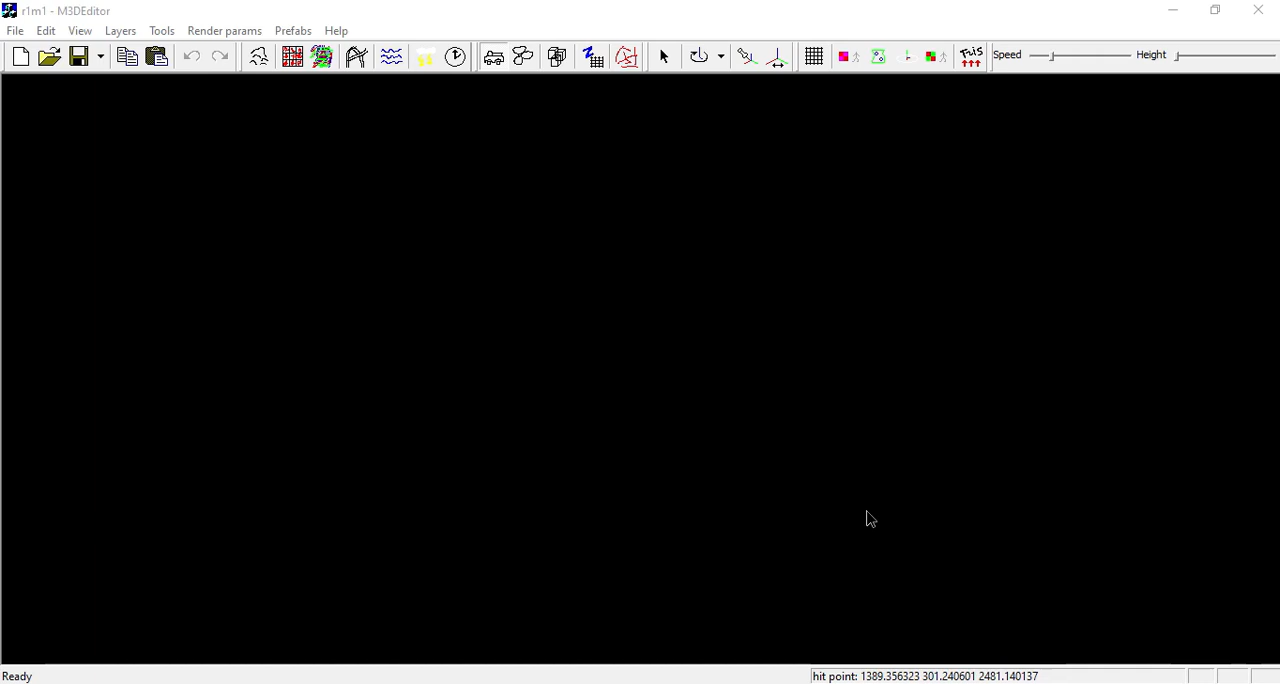 r1m1 - M3DEditor
File Edit View Layers Tools Render params Prefabs Help
Speed Height
Ready hit point: 1389.356323 301.240601 2481.140137